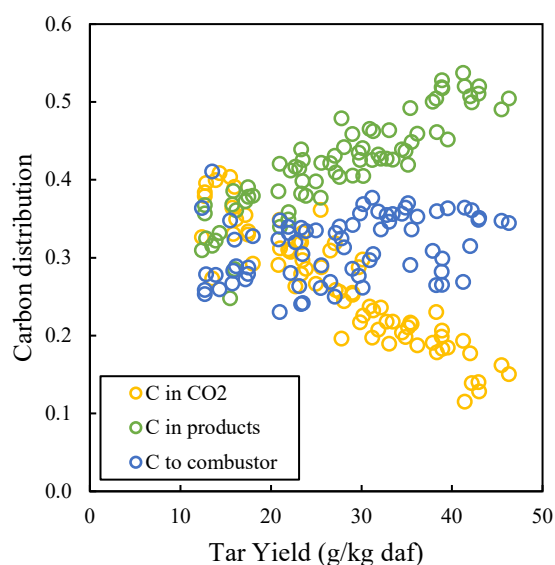 0.6
0.5
0.4
0.3
0.2
0.1
0.0
Carbon distribution
C in CO2
C in products
C to combustor
0 10 20 30 40 50
Tar Yield (g/kg daf)